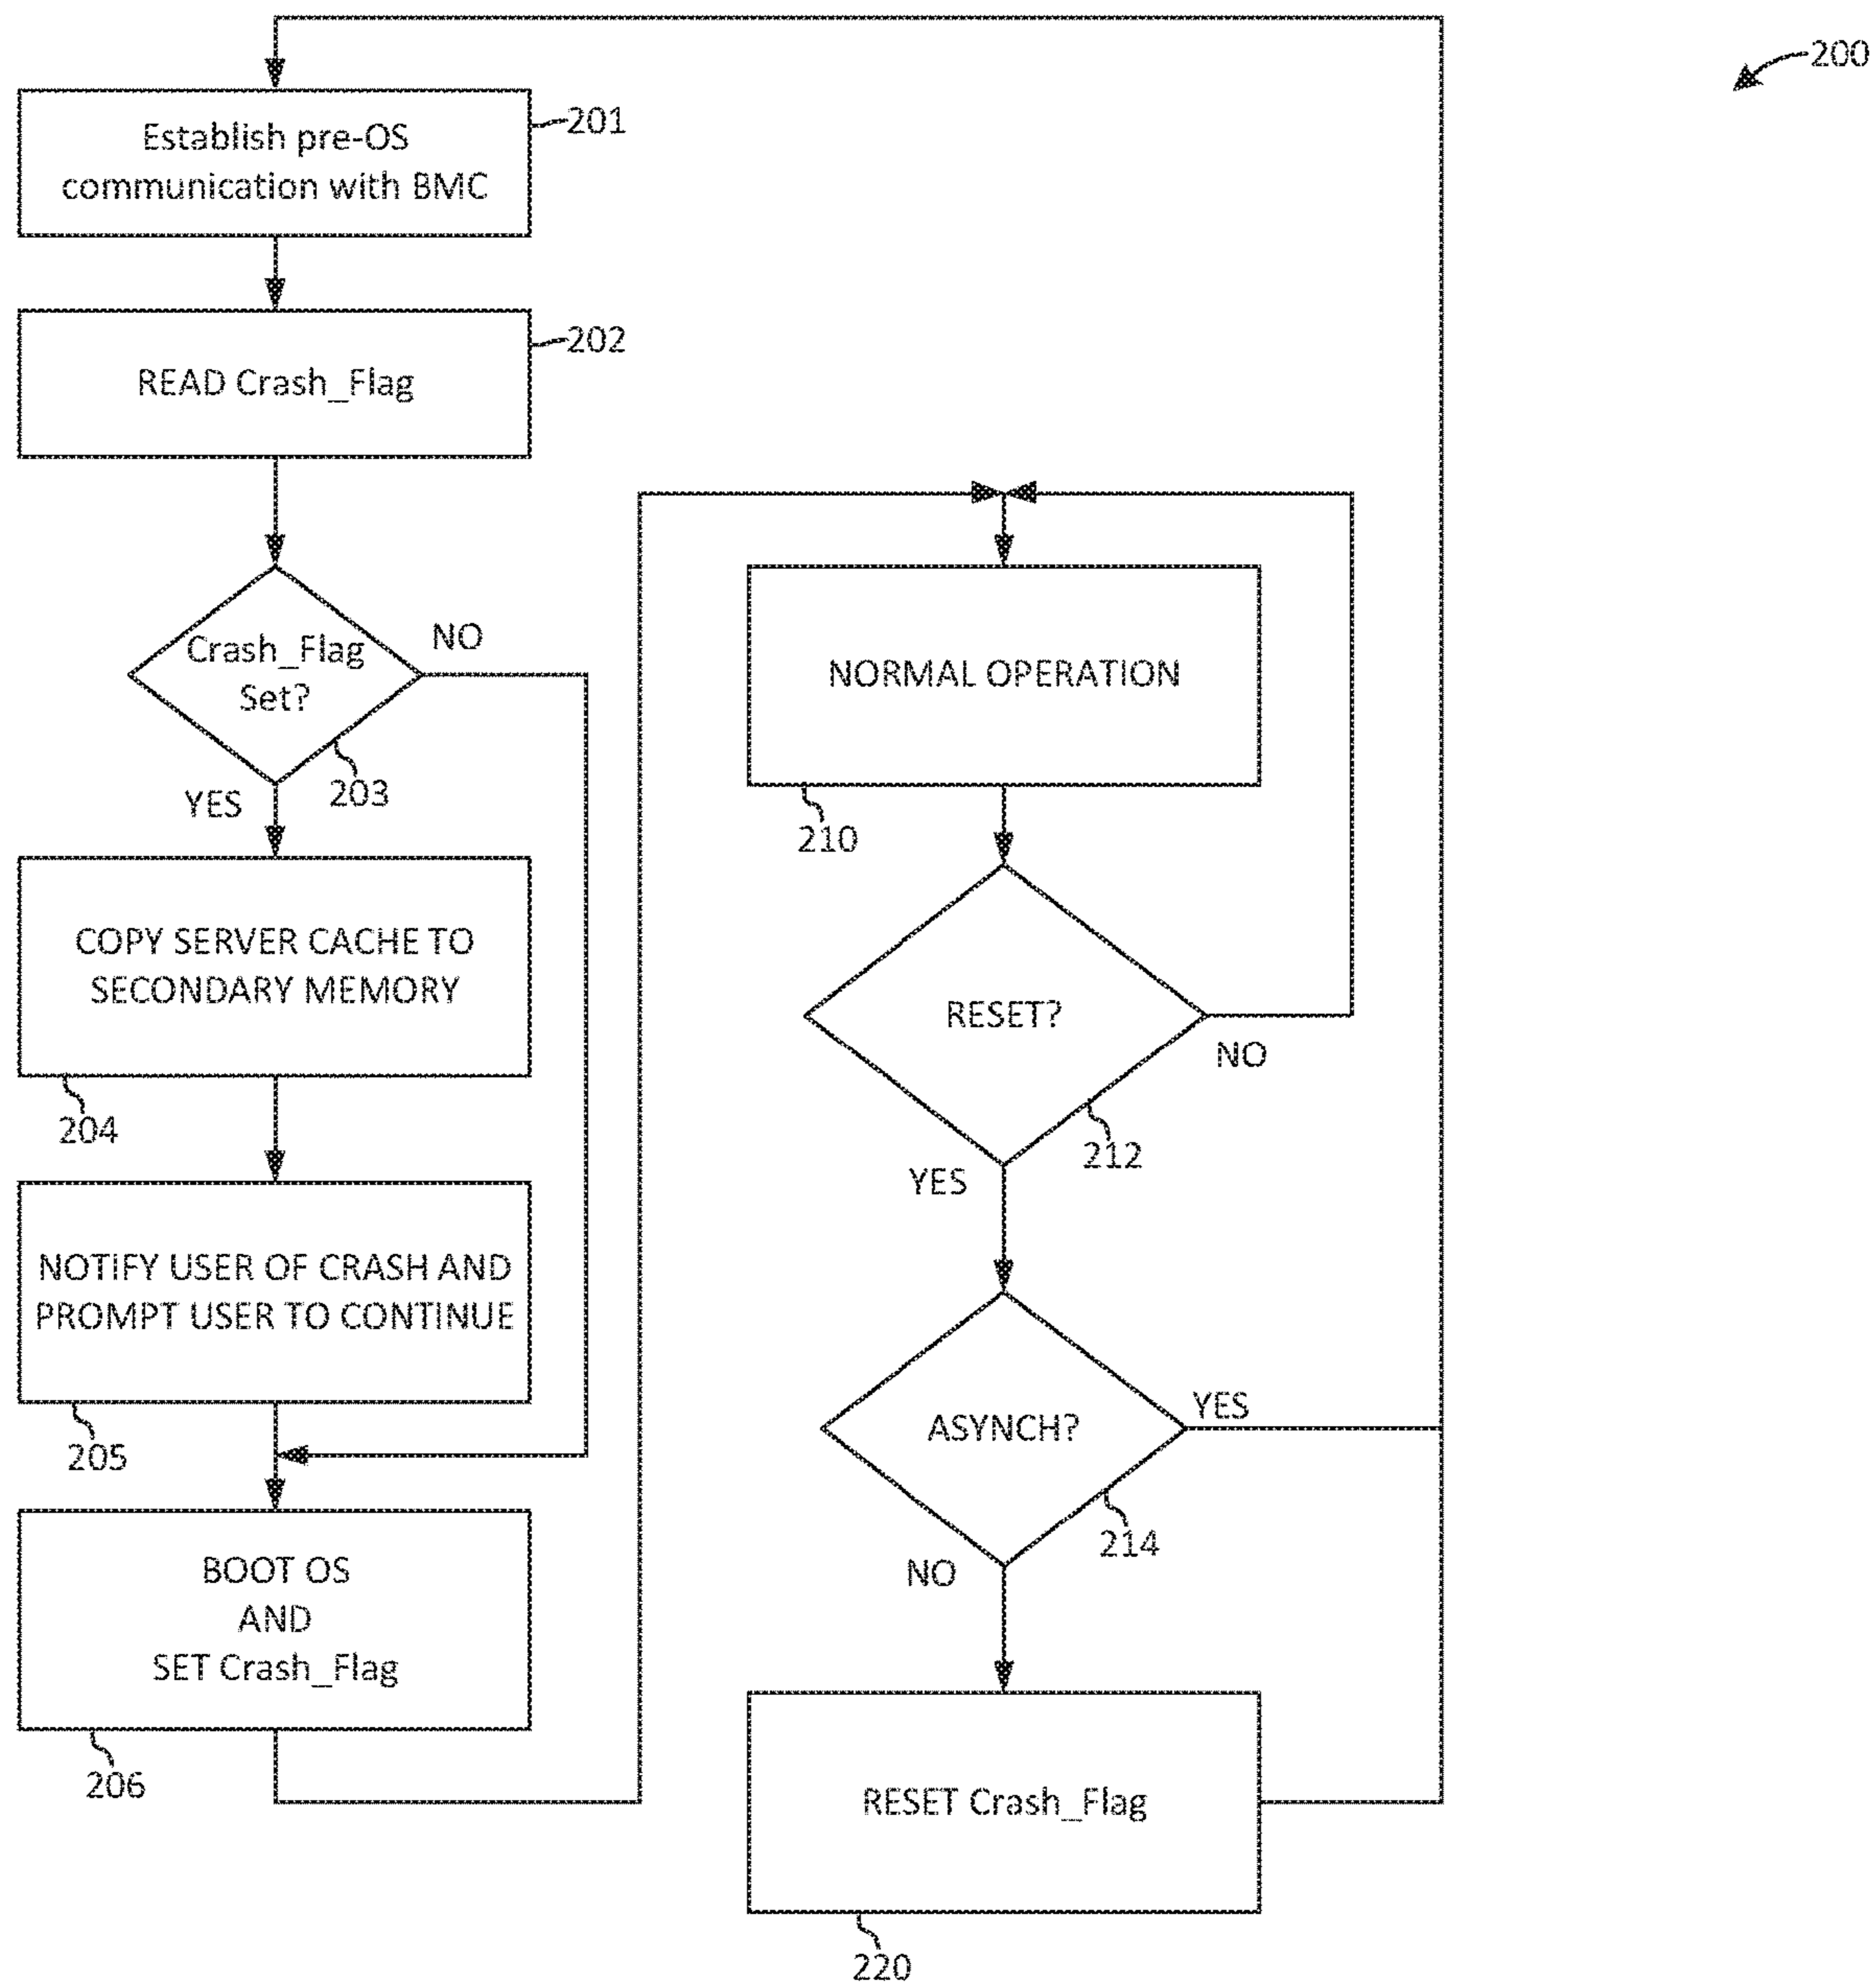 200
Establish pre-OS
communication with BMC
201
READ Crash_Flag
202
Crash_Flag
Set?
NO
YES
203
COPY SERVER CACHE TO
SECONDARY MEMORY
204
NOTIFY USER OF CRASH AND
PROMPT USER TO CONTINUE
205
BOOT OS
AND
SET Crash_Flag
206
NORMAL OPERATION
210
RESET?
NO
212
YES
ASYNCH?
YES
214
NO
RESET Crash_Flag
220